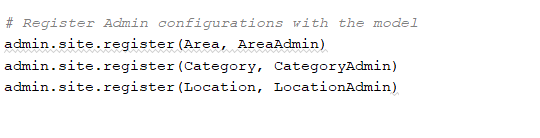 # Register Admin configurations with the model
admin.site.register(Area, AreaAdmin)
admin.site.register(Category, CategoryAdmin)
admin.site.register(Location, LocationAdmin)